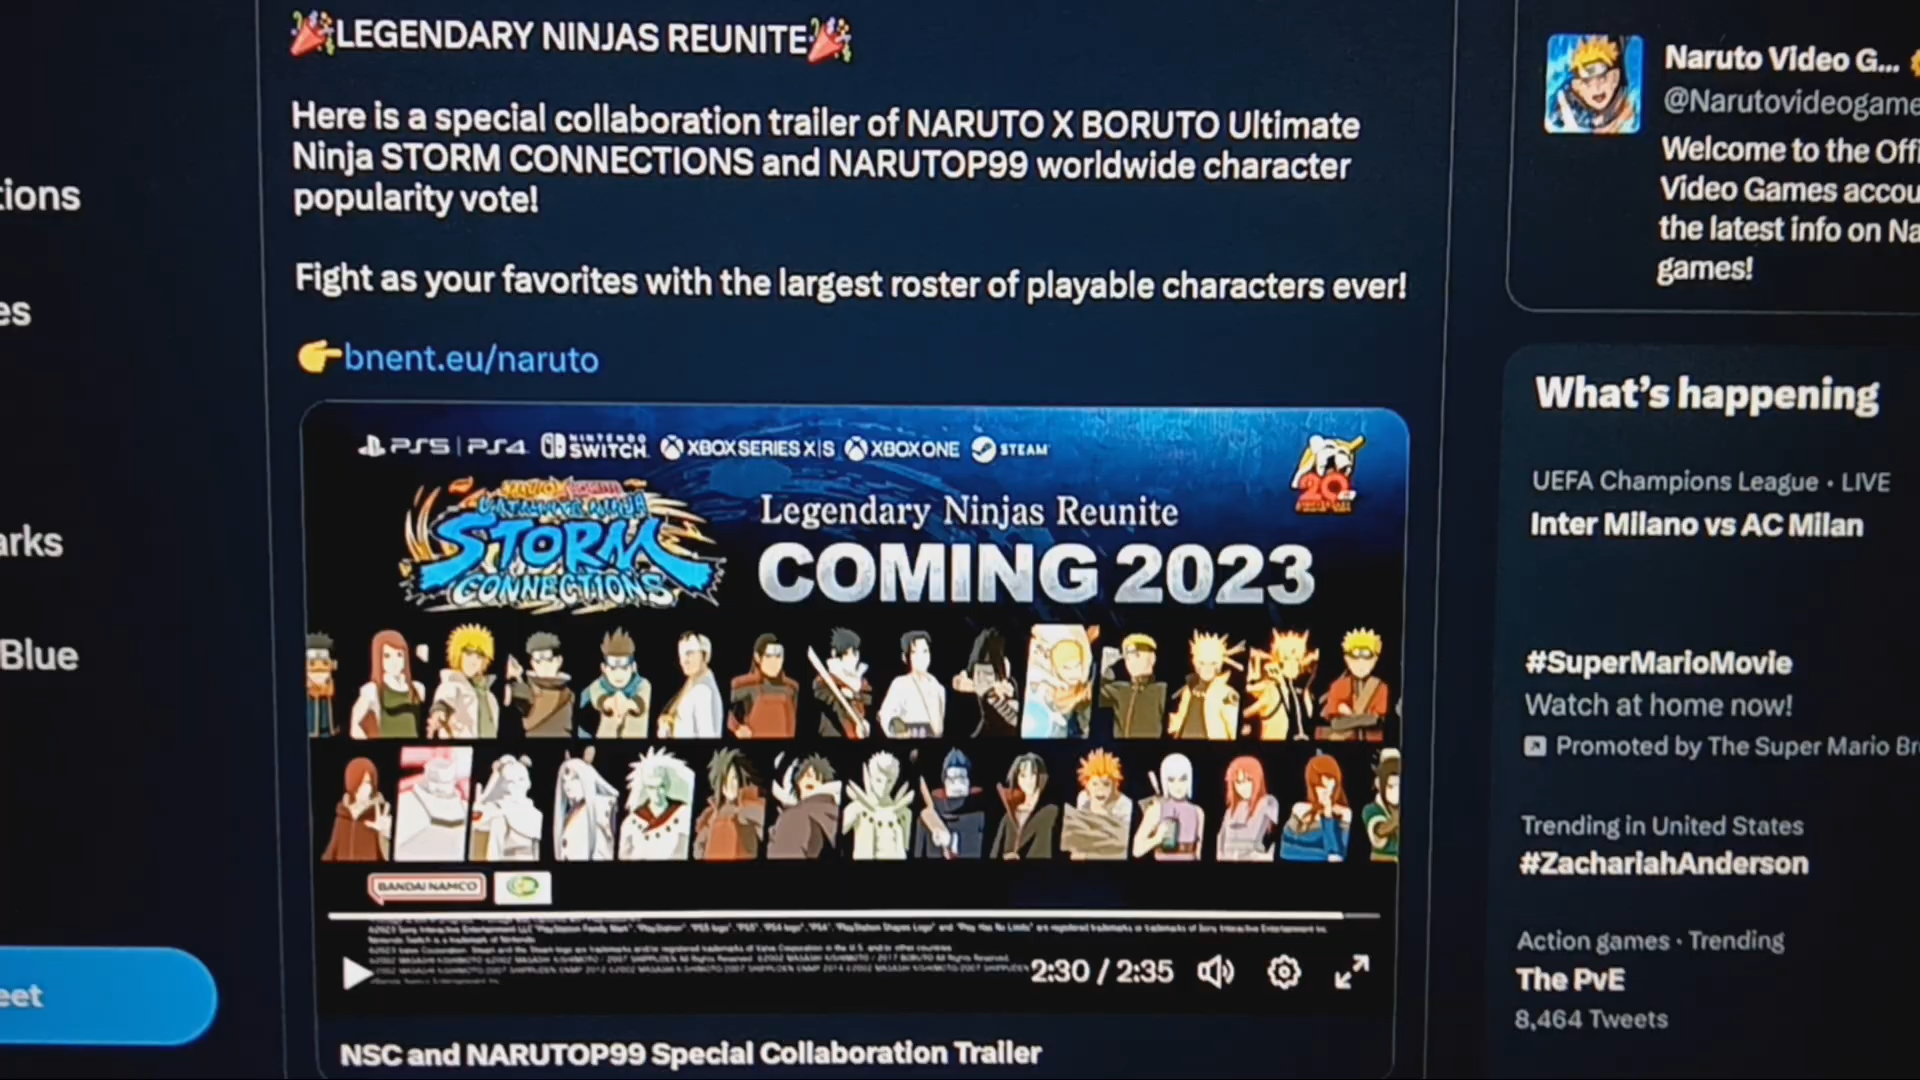 LEGENDARY NINJAS REUNITE
Here is a special collaboration trailer of NARUTO X BORUTO Ultimate
Ninja STORM CONNECTIONS and NARUTOP99 worldwide character
popularity vote!
Fight as your favorites with the largest roster of playable characters ever!
bnent.eu/naruto
PS5 | PS4 NINTENDO SWITCH XBOX SERIES X|S XBOX ONE STEAM
ULTIMATE NINJA
STORM
CONNECTIONS
Legendary Ninjas Reunite
COMING 2023
20
BANDAI NAMCO
2:30 / 2:35
NSC and NARUTOP99 Special Collaboration Trailer
tions
es
arks
Blue
eet
Naruto Video G...
@Narutovideogame
Welcome to the Offi
Video Games accou
the latest info on Na
games!
What's happening
UEFA Champions League · LIVE
Inter Milano vs AC Milan
#SuperMarioMovie
Watch at home now!
Promoted by The Super Mario Br
Trending in United States
#ZachariahAnderson
Action games · Trending
The PvE
8,464 Tweets